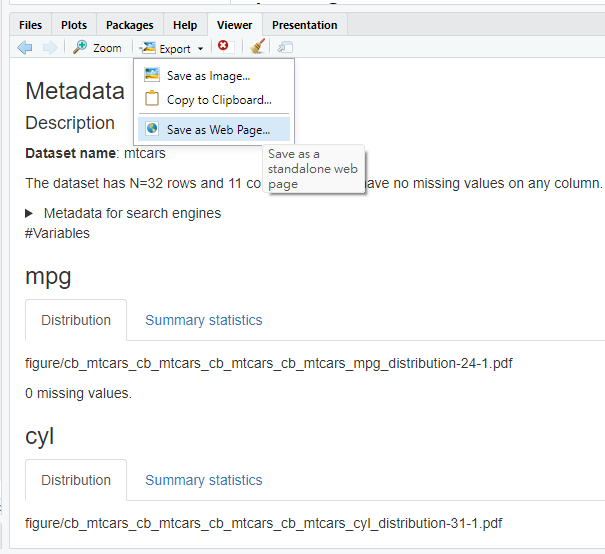 Files Plots Packages Help Viewer Presentation
Zoom Export
Save as Image...
Metadata
Copy to Clipboard...
Description
Save as Web Page...
Dataset name: mtcars
Save as a
standalone web
page
The dataset has N=32 rows and 11 co ave no missing values on any column.
Metadata for search engines
#Variables
mpg
Distribution Summary statistics
figure/cb_mtcars_cb_mtcars_cb_mtcars_cb_mtcars_mpg_distribution-24-1.pdf
0 missing values.
cyl
Distribution Summary statistics
figure/cb_mtcars_cb_mtcars_cb_mtcars_cb_mtcars_cyl_distribution-31-1.pdf